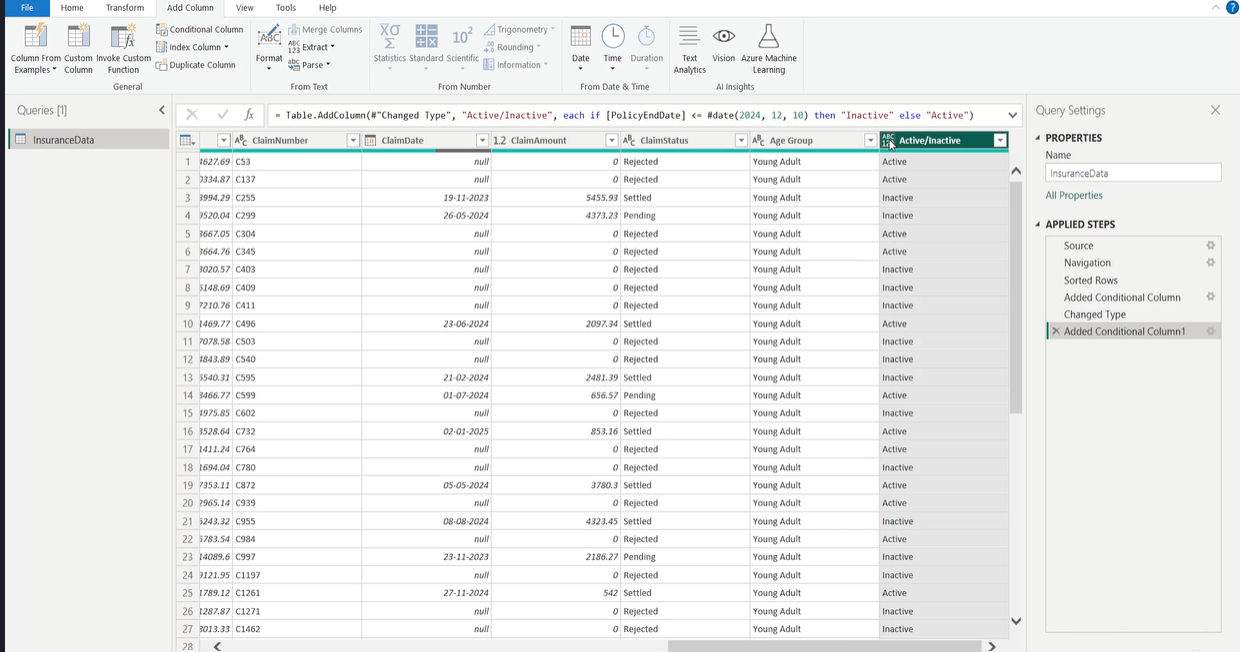 File Home Transform Add Column View Tools Help
Conditional Column
Index Column
Duplicate Column
Column From Examples
Custom Column
Invoke Custom Function
General
ABC
Format
Merge Columns
ABC 123 Extract
abc Parse
From Text
XΟ Σ
Statistics
Standard
10²
Scientific
Trigonometry
.00 Rounding
Information
From Number
Date
Time
Duration
From Date & Time
Text Analytics
Vision
Azure Machine Learning
AI Insights
Queries [1]
InsuranceData
fx = Table.AddColumn(#"Changed Type", "Active/Inactive", each if [PolicyEndDate] <= #date(2024, 12, 10) then "Inactive" else "Active")
ABC ClaimNumber ClaimDate 1.2 ClaimAmount ABC ClaimStatus ABC Age Group ABC 123 Active/Inactive
1 4627.69 C53 null 0 Rejected Young Adult Active
2 0334.87 C137 null 0 Rejected Young Adult Active
3 3994.29 C255 19-11-2023 5455.93 Settled Young Adult Inactive
4 9520.04 C299 26-05-2024 4373.23 Pending Young Adult Inactive
5 3667.05 C304 null 0 Rejected Young Adult Active
6 3664.76 C345 null 0 Rejected Young Adult Active
7 3020.57 C403 null 0 Rejected Young Adult Inactive
8 5148.69 C409 null 0 Rejected Young Adult Inactive
9 7210.76 C411 null 0 Rejected Young Adult Inactive
10 1469.77 C496 23-06-2024 2097.34 Settled Young Adult Active
11 7078.58 C503 null 0 Rejected Young Adult Inactive
12 4843.89 C540 null 0 Rejected Young Adult Inactive
13 5540.31 C595 21-02-2024 2481.39 Settled Young Adult Inactive
14 3466.77 C599 01-07-2024 656.57 Pending Young Adult Active
15 4975.85 C602 null 0 Rejected Young Adult Inactive
16 3528.64 C732 02-01-2025 853.16 Settled Young Adult Active
17 1411.24 C764 null 0 Rejected Young Adult Active
18 1694.04 C780 null 0 Rejected Young Adult Inactive
19 7353.11 C872 05-05-2024 3780.3 Settled Young Adult Active
20 2965.14 C939 null 0 Rejected Young Adult Active
21 5243.32 C955 08-08-2024 4323.45 Settled Young Adult Inactive
22 5783.54 C984 null 0 Rejected Young Adult Active
23 14089.6 C997 23-11-2023 2186.27 Pending Young Adult Inactive
24 9121.95 C1197 null 0 Rejected Young Adult Inactive
25 1789.12 C1261 27-11-2024 542 Settled Young Adult Active
26 1287.87 C1271 null 0 Rejected Young Adult Inactive
27 3013.33 C1462 null 0 Rejected Young Adult Inactive
28
Query Settings
PROPERTIES
Name
InsuranceData
All Properties
APPLIED STEPS
Source
Navigation
Sorted Rows
Added Conditional Column
Changed Type
Added Conditional Column1